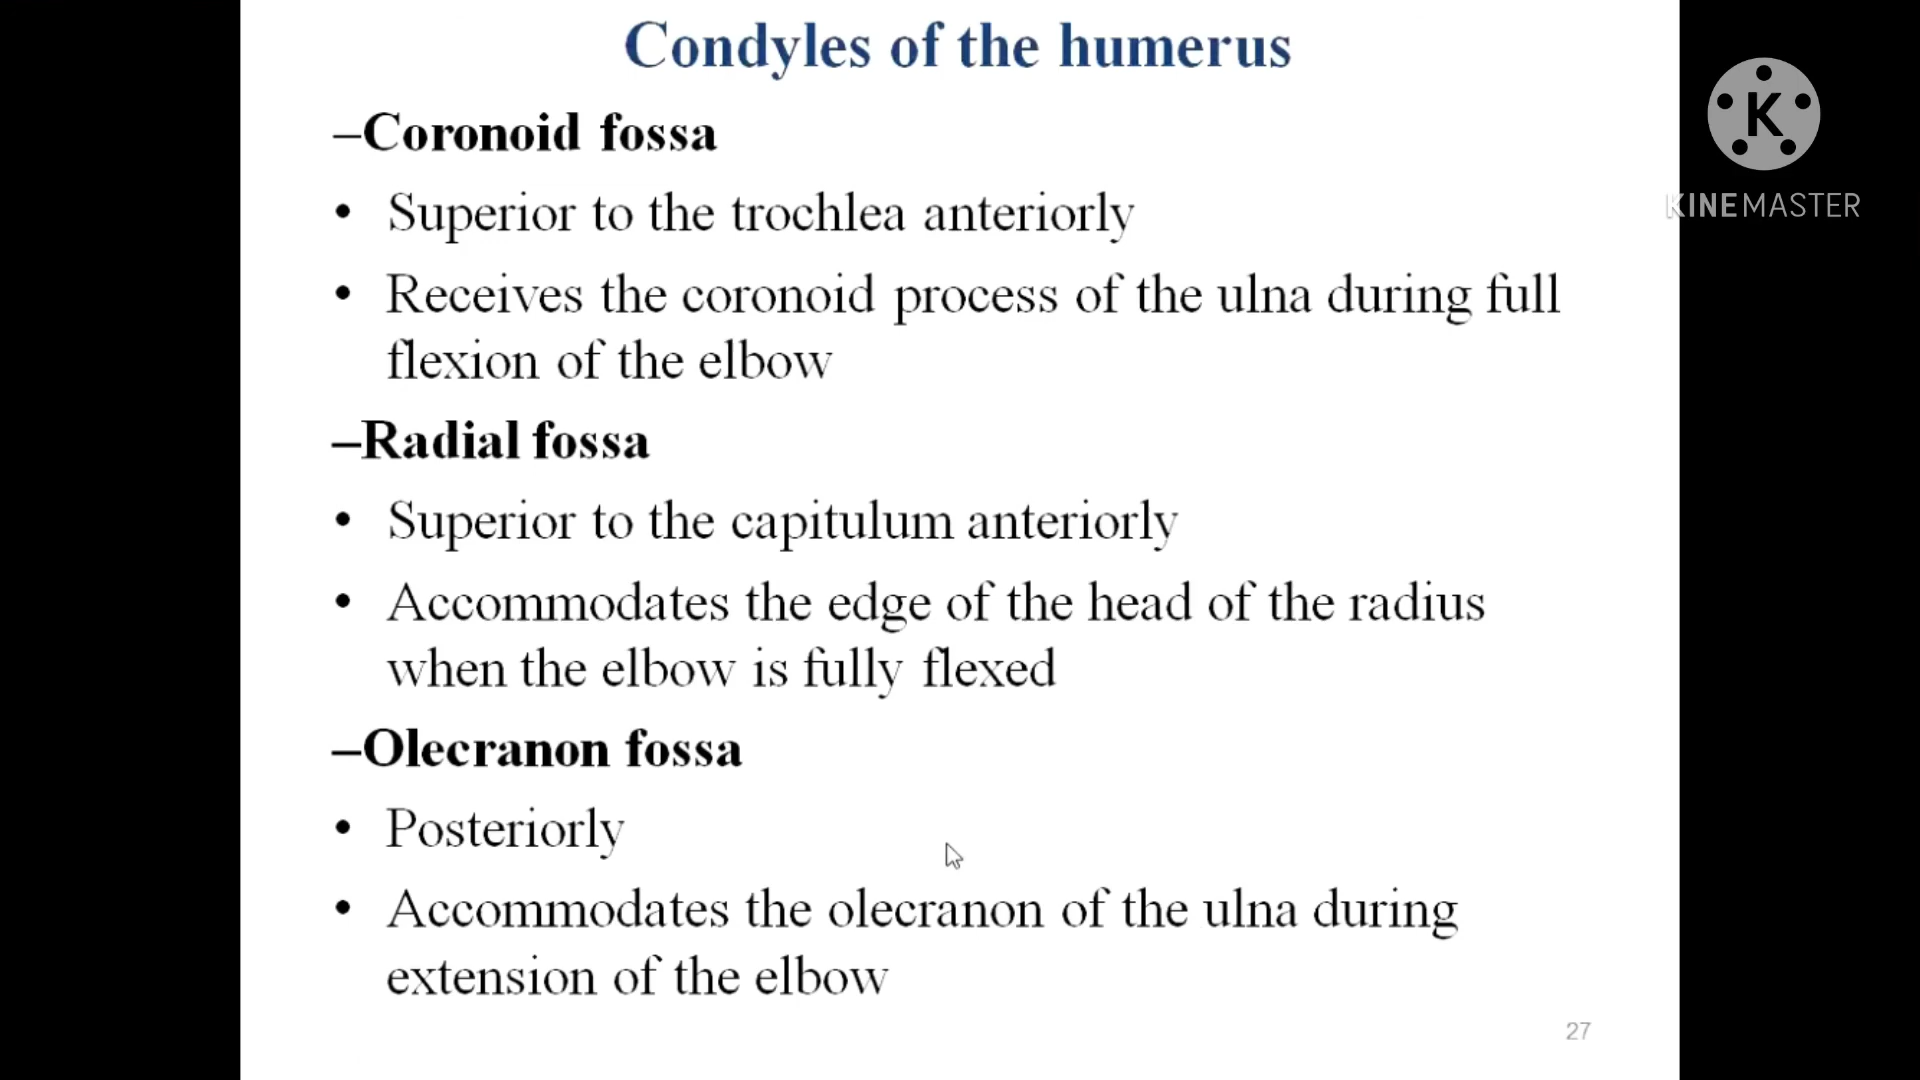 Condyles of the humerus
–Coronoid fossa
• Superior to the trochlea anteriorly
• Receives the coronoid process of the ulna during full
flexion of the elbow
–Radial fossa
• Superior to the capitulum anteriorly
• Accommodates the edge of the head of the radius
when the elbow is fully flexed
–Olecranon fossa
• Posteriorly
• Accommodates the olecranon of the ulna during
extension of the elbow
27
K
KINEMASTER